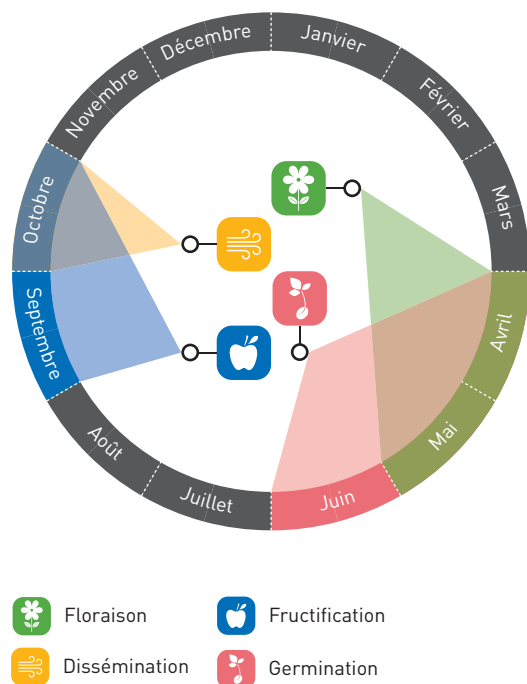 Janvier
Février
Mars
Avril
Mai
Juin
Juillet
Août
Septembre
Octobre
Novembre
Décembre
Floraison
Fructification
Dissémination
Germination